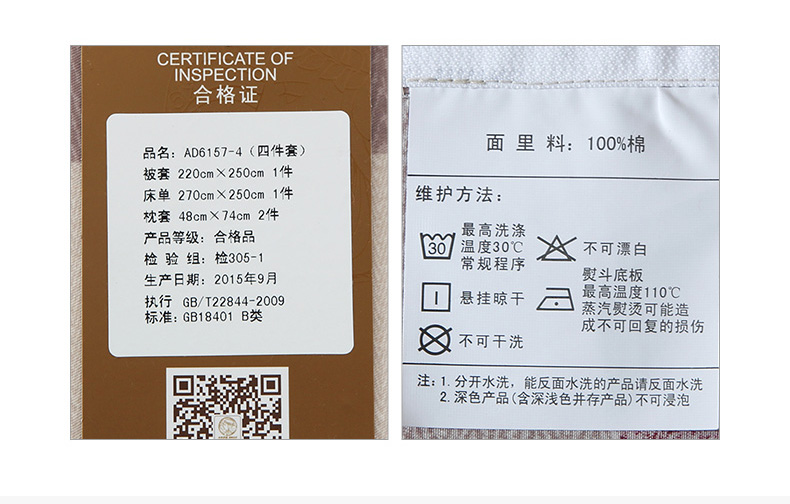 CERTIFICATE OF
INSPECTION
合格证
品名：AD6157-4（四件套）
被套 220cm×250cm 1件
床单 270cm×250cm 1件
枕套 48cm×74cm 2件
产品等级：合格品
检 验 组：检305-1
生产日期：2015年9月
执行 GB/T22844-2009
标准：GB18401 B类
面 里 料：100%棉
维护方法：
30
最高洗涤
温度30℃
常规程序
不可漂白
悬挂晾干
熨斗底板
最高温度110℃
蒸汽熨烫可能造
成不可回复的损伤
不可干洗
注：1. 分开水洗，能反面水洗的产品请反面水洗
2. 深色产品(含深浅色并存产品)不可浸泡